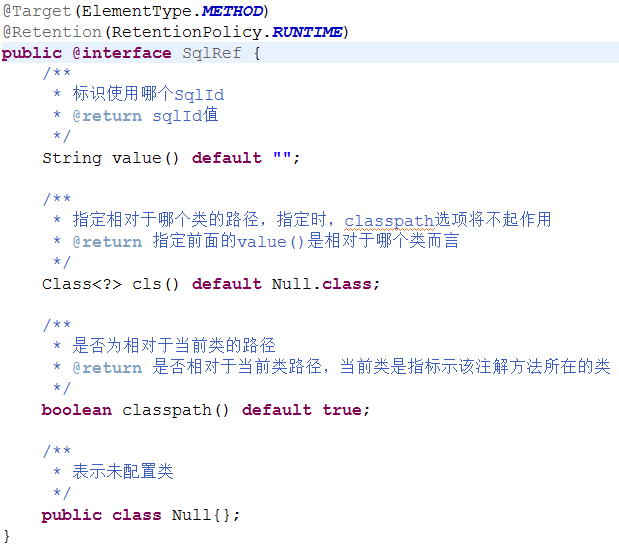 @Target(ElementType.METHOD)
@Retention(RetentionPolicy.RUNTIME)
public @interface SqlRef {
    /**
     * 标识使用哪个SqlId
     * @return sqlId值
     */
    String value() default "";

    /**
     * 指定相对于哪个类的路径，指定时，classpath选项将不起作用
     * @return 指定前面的value()是相对于哪个类而言
     */
    Class<?> cls() default Null.class;

    /**
     * 是否为相对于当前类的路径
     * @return 是否相对于当前类路径，当前类是指标示该注解方法所在的类
     */
    boolean classpath() default true;

    /**
     * 表示未配置类
     */
    public class Null{};
}